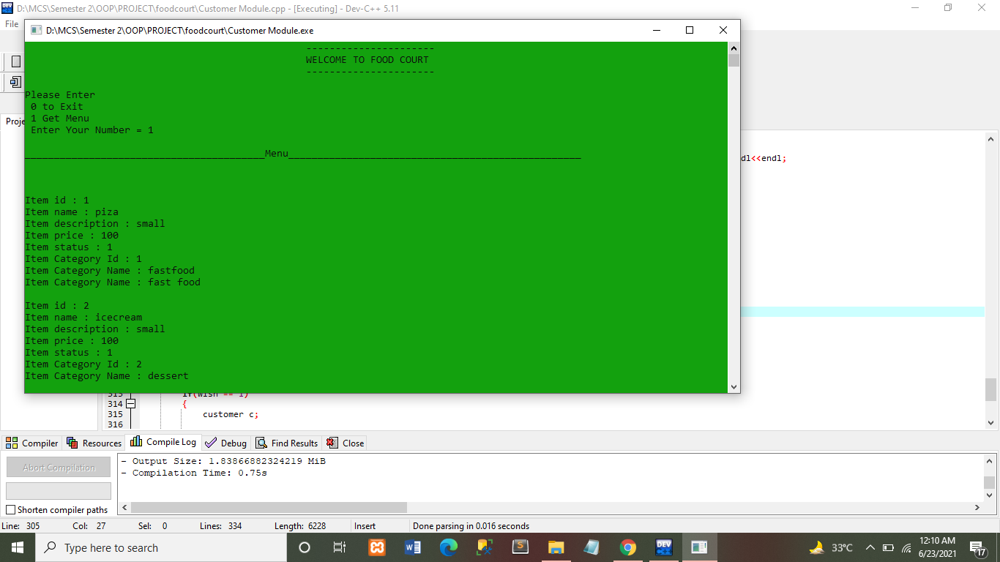 D:\MCS\Semester 2\OOP\PROJECT\foodcourt\Customer Module.cpp - [Executing] - Dev-C++ 5.11
File
D:\MCS\Semester 2\OOP\PROJECT\foodcourt\Customer Module.exe
----------------------
WELCOME TO FOOD COURT
----------------------
Please Enter
0 to Exit
1 Get Menu
Enter Your Number = 1
_________________________________________Menu__________________________________________________
Item id : 1
Item name : piza
Item description : small
Item price : 100
Item status : 1
Item Category Id : 1
Item Category Name : fastfood
Item Category Name : fast food
Item id : 2
Item name : icecream
Item description : small
Item price : 100
Item status : 1
Item Category Id : 2
Item Category Name : dessert
Proje
dl<<endl;
314 {
315 customer c;
316
Compiler Resources Compile Log Debug Find Results Close
Abort Compilation
Shorten compiler paths
- Output Size: 1.83866882324219 MiB
- Compilation Time: 0.75s
Line: 305 Col: 27 Sel: 0 Lines: 334 Length: 6228 Insert Done parsing in 0.016 seconds
Type here to search
DEV
33°C
12:10 AM
6/23/2021
17